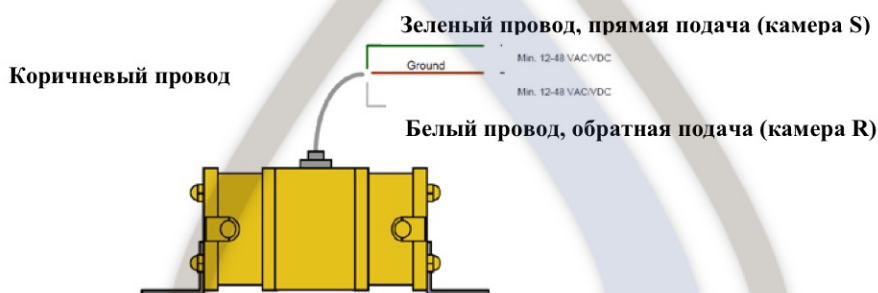 Зеленый провод, прямая подача (камера S)
Min. 12-48 VAC/VDC
Ground
Коричневый провод
Min. 12-48 VAC/VDC
Белый провод, обратная подача (камера R)